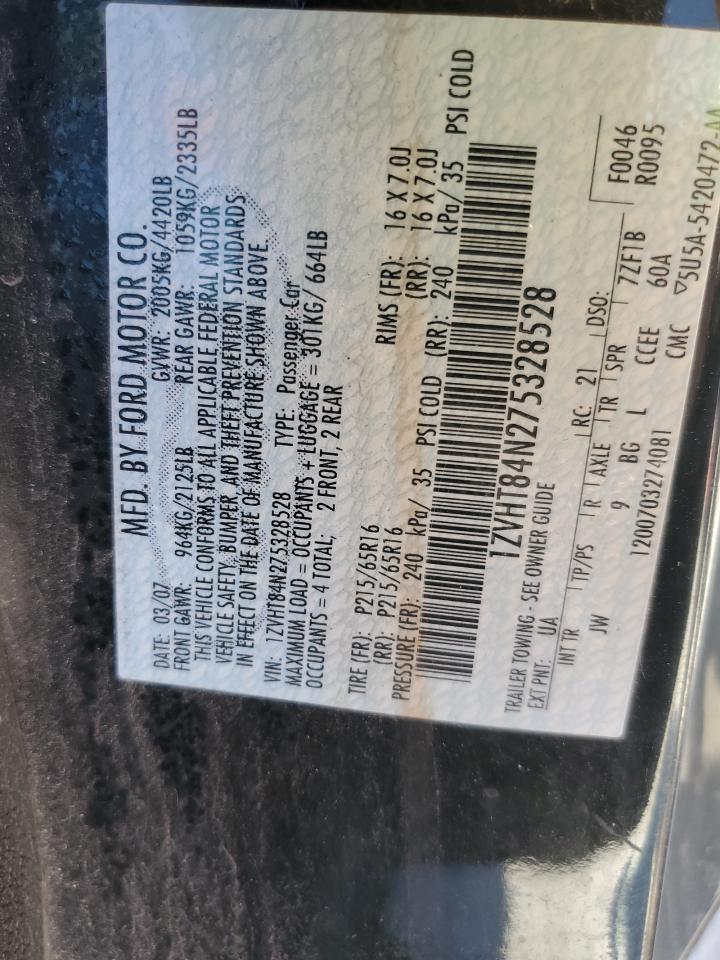 MFD. BY FORD MOTOR CO.
DATE: 03/07 GVWR: 2005KG/4420LB
FRONT GAWR: 964KG/2125LB REAR GAWR: 1059KG/2335LB
THIS VEHICLE CONFORMS TO ALL APPLICABLE FEDERAL MOTOR
VEHICLE SAFETY, BUMPER, AND THEFT PREVENTION STANDARDS
IN EFFECT ON THE DATE OF MANUFACTURE SHOWN ABOVE.
VIN: 1ZVHT84N275328528 TYPE: Passenger Car
MAXIMUM LOAD = OCCUPANTS + LUGGAGE = 301KG/ 664LB
OCCUPANTS = 4 TOTAL; 2 FRONT, 2 REAR
TIRE (FR): P215/65R16 RIMS (FR): 16 X 7.0J
(RR): P215/65R16 (RR): 16 X 7.0J
PRESSURE (FR): 240 kPa/ 35 PSI COLD (RR): 240 kPa/ 35 PSI COLD
1ZVHT84N275328528
TRAILER TOWING - SEE OWNER GUIDE
EXT PNT: UA RC: 21 DSO: F0046
R0095
INT TR TP/PS R AXLE TR SPR 7ZF1B
JW 9 BG L CCEE 60A
1200703274081 CMC ▽5U5A-5420472-AA